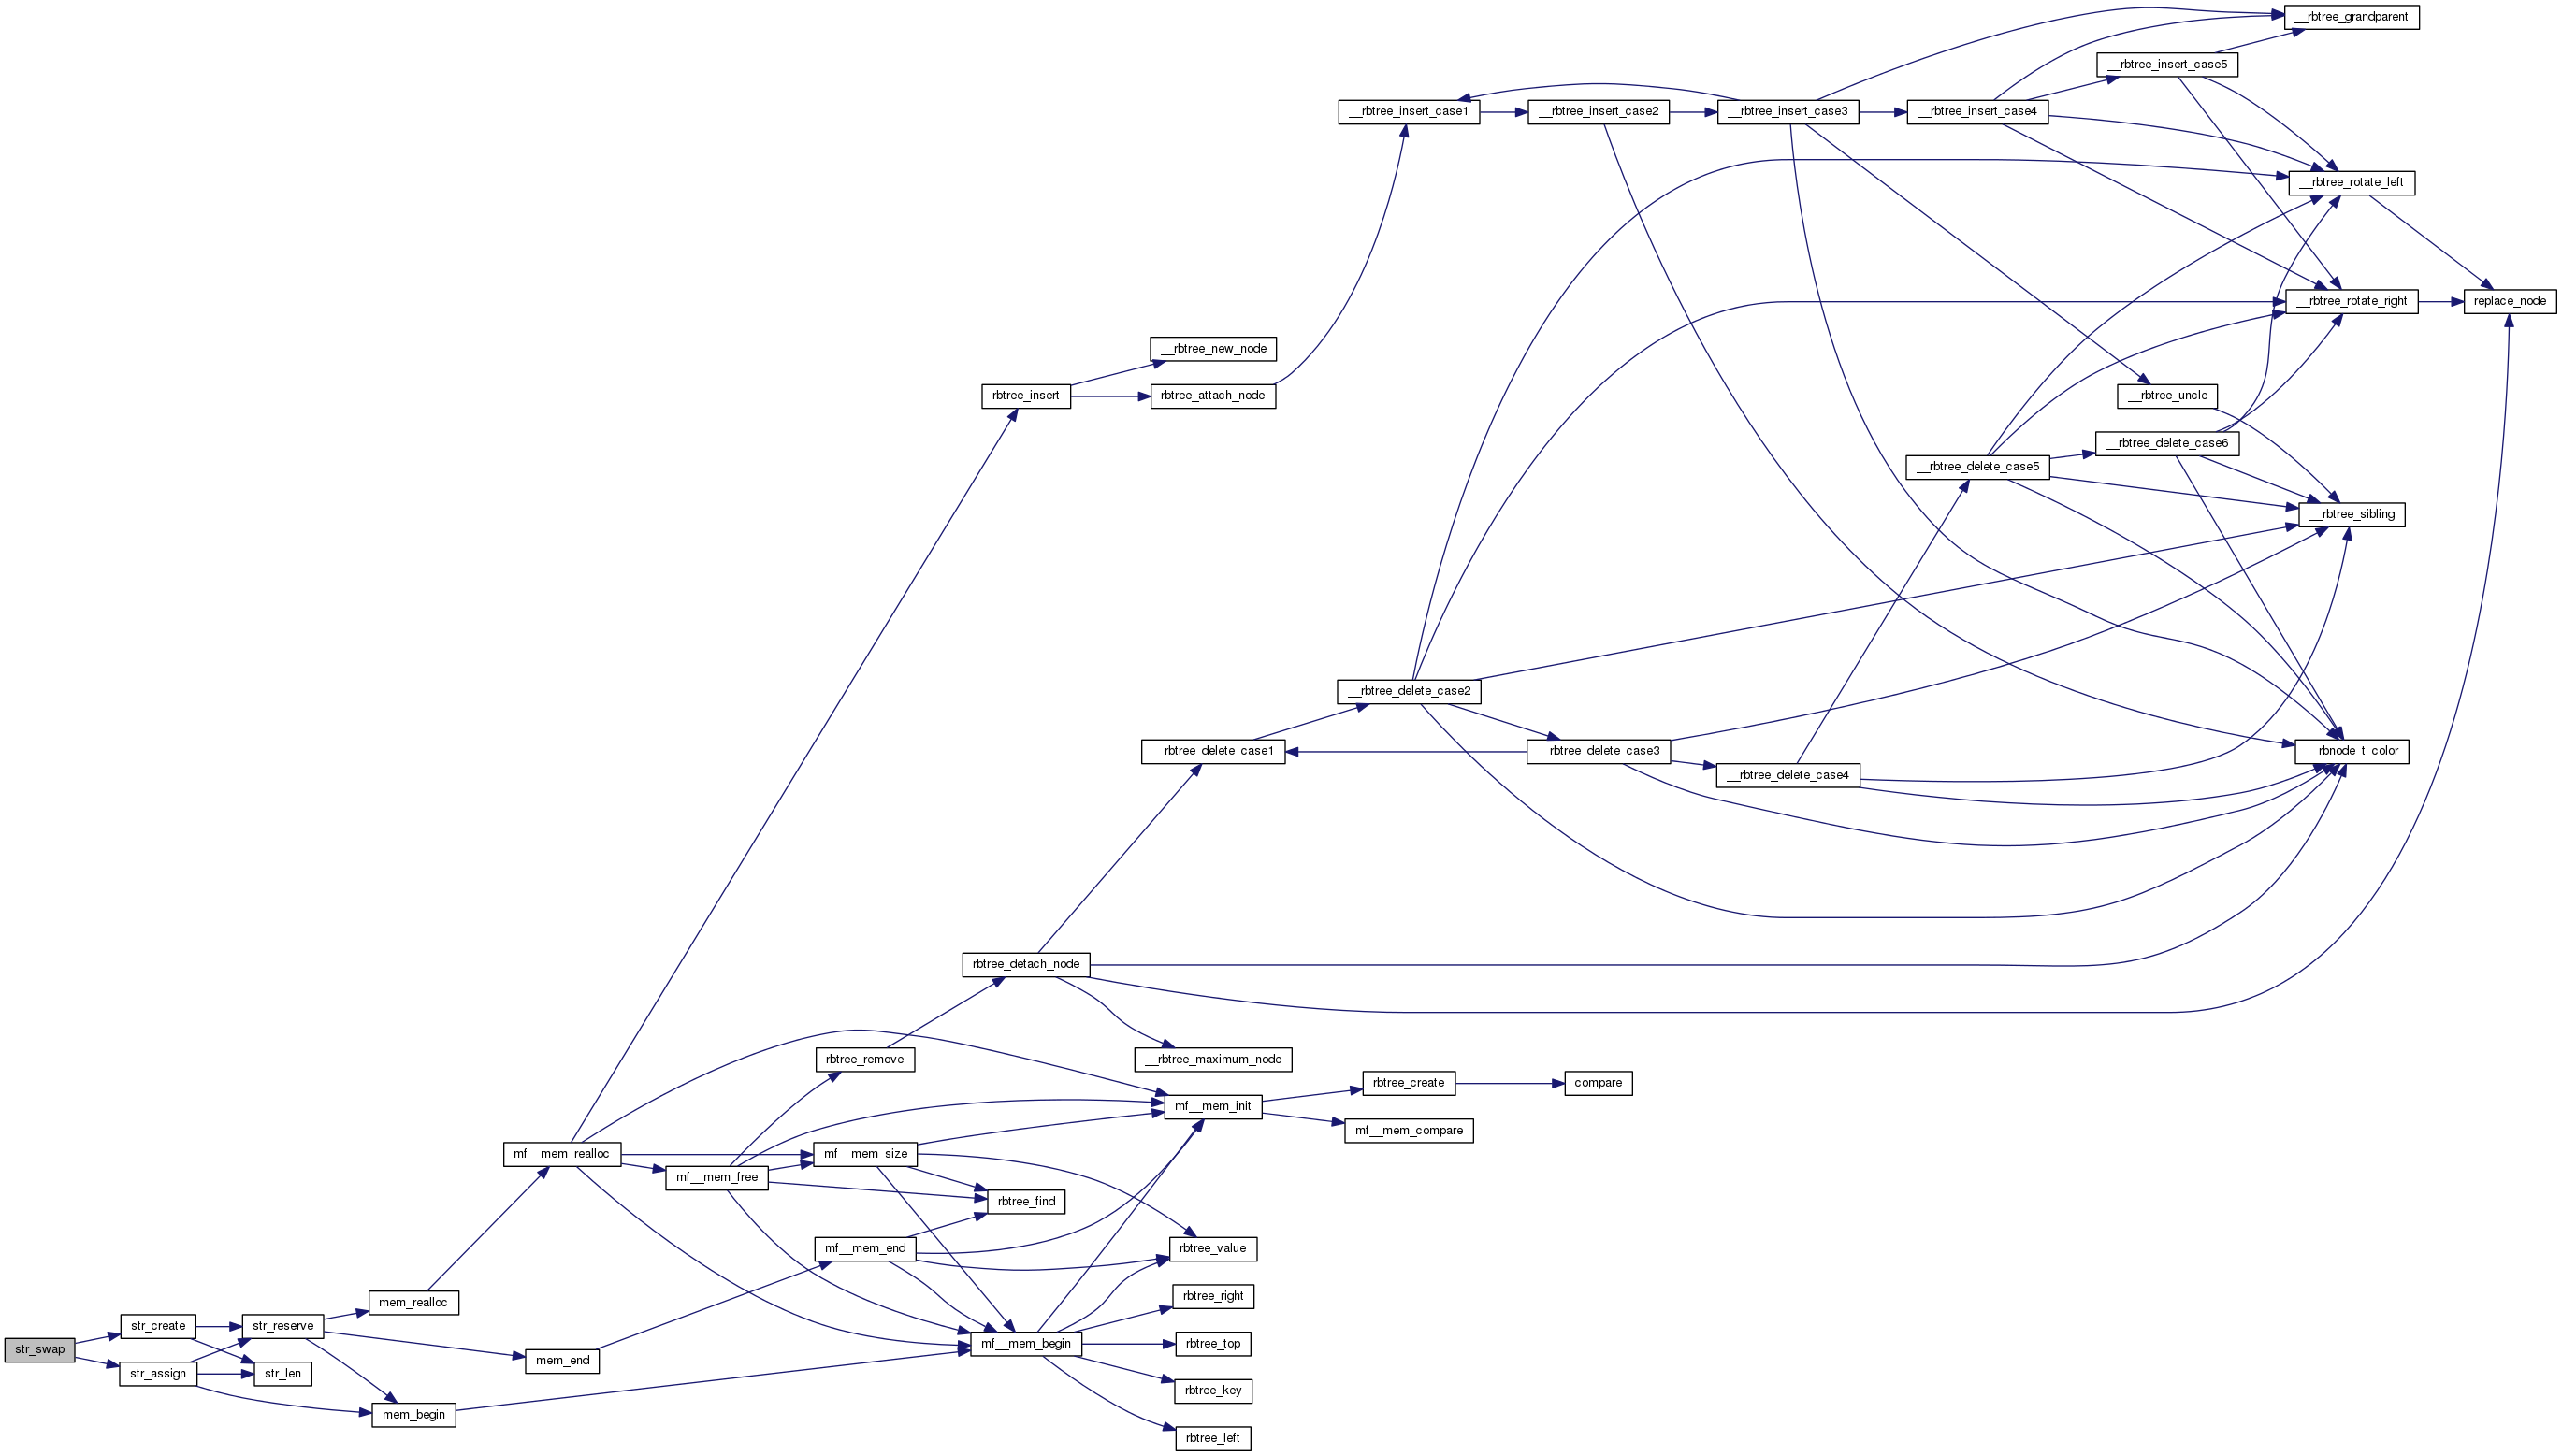 __rbtree_grandparent
__rbtree_insert_case5
__rbtree_insert_case1
__rbtree_insert_case2
__rbtree_insert_case3
__rbtree_insert_case4
__rbtree_rotate_left
__rbtree_rotate_right
replace_node
__rbtree_new_node
rbtree_insert
rbtree_attach_node
__rbtree_uncle
__rbtree_delete_case6
__rbtree_delete_case5
__rbtree_sibling
__rbtree_delete_case2
__rbtree_delete_case1
__rbtree_delete_case3
__rbnode_t_color
__rbtree_delete_case4
rbtree_detach_node
rbtree_remove
__rbtree_maximum_node
rbtree_create
compare
mf__mem_init
mf__mem_compare
mf__mem_realloc
mf__mem_size
mf__mem_free
rbtree_find
mf__mem_end
rbtree_value
rbtree_right
mem_realloc
str_create
str_reserve
str_swap
mf__mem_begin
rbtree_top
mem_end
str_assign
str_len
rbtree_key
mem_begin
rbtree_left